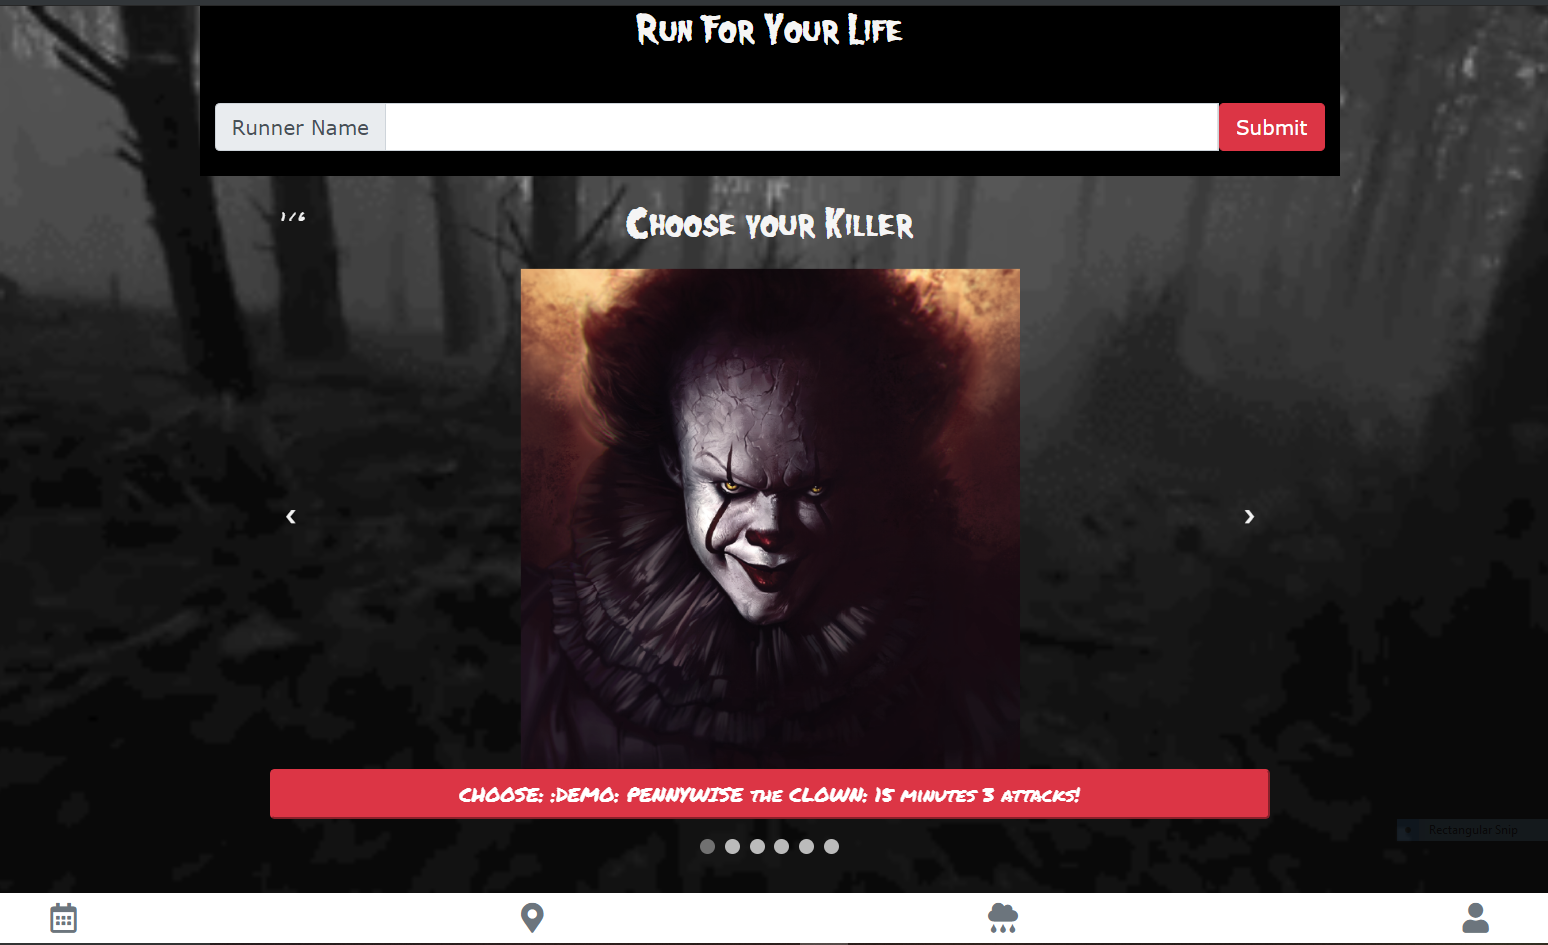 Run For Your Life
Runner Name
Submit
1/6
Choose your Killer
‹
›
CHOOSE: :DEMO: PENNYWISE the CLOWN: 15 minutes 3 attacks!
Rectangular Snip